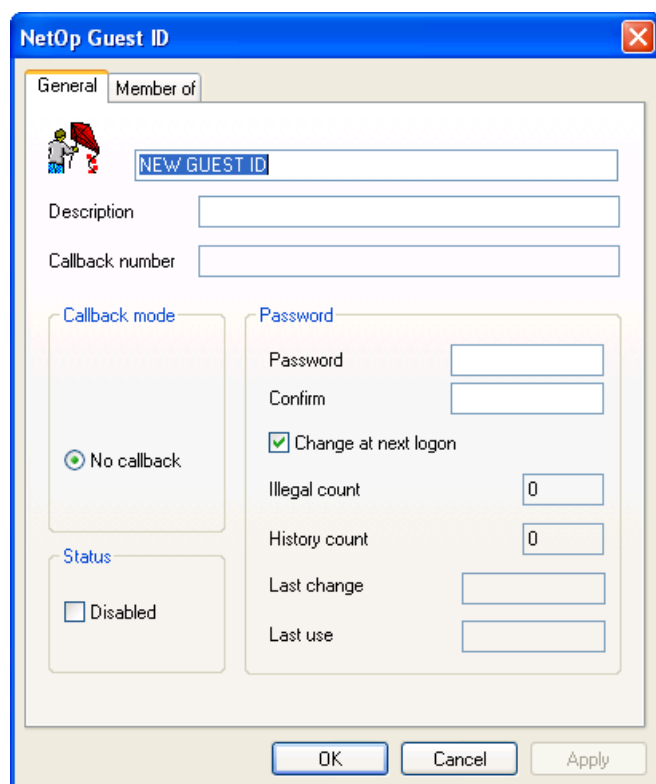 NetOp Guest ID
General
Member of
NEW GUEST ID
Description
Callback number
Callback mode
No callback
Status
Disabled
Password
Password
Confirm
Change at next logon
Illegal count 0
History count 0
Last change
Last use
OK
Cancel
Apply